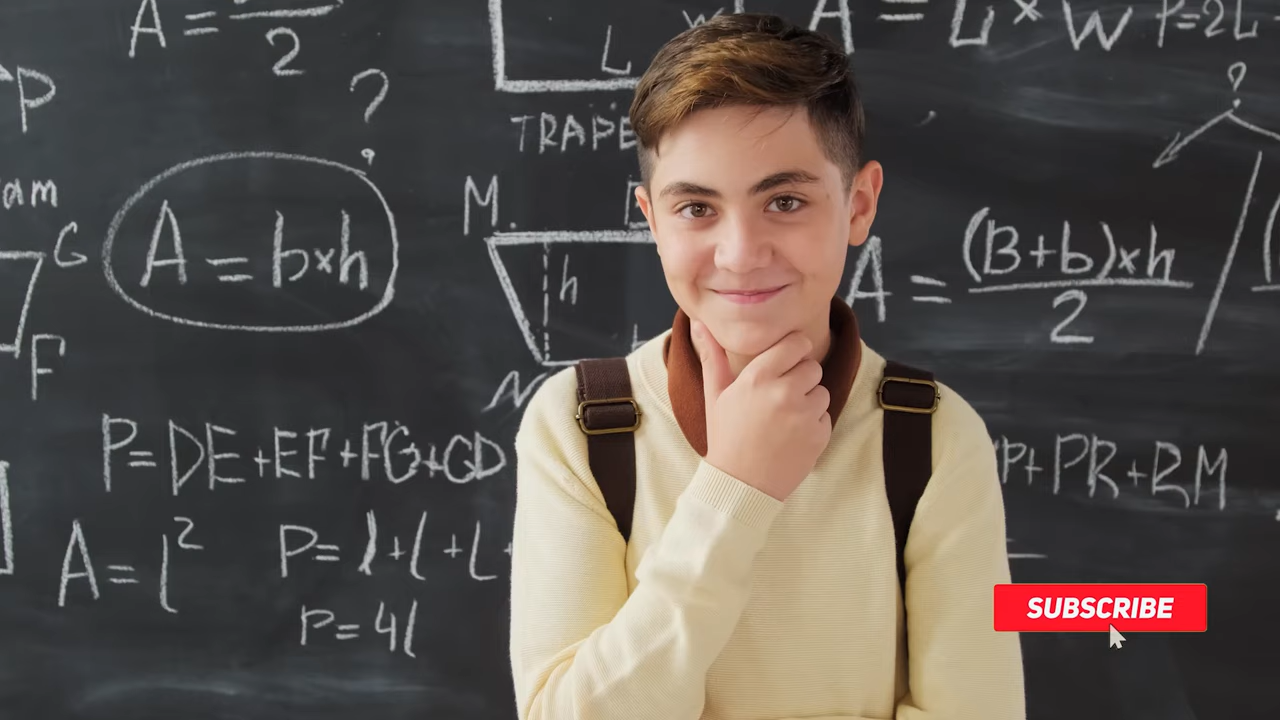 A = /2
L
w
A = L × W P=2L
?
?
P
TRAPE
am
M
G
A = b×h
h
A = (B+b)×h / 2
F
P=DE+EF+FG+GD
P+PR+RM
A = l²
P= l+l+l+
P=4l
SUBSCRIBE